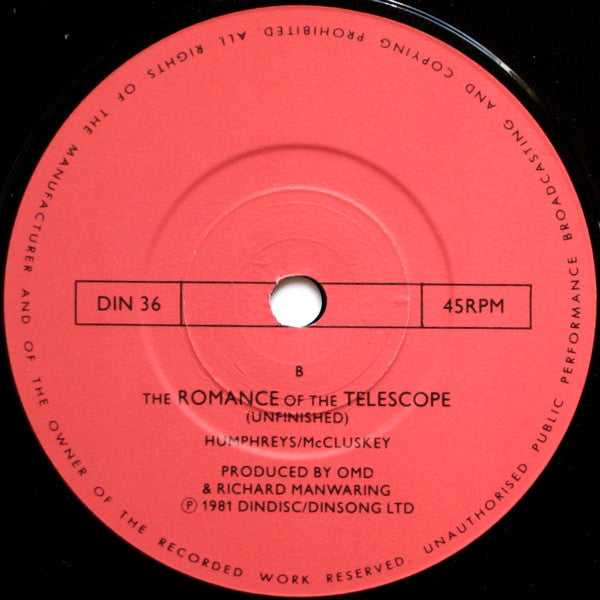 ALL RIGHTS OF THE MANUFACTURER AND OF THE OWNER OF THE RECORDED WORK RESERVED. UNAUTHORISED PUBLIC PERFORMANCE BROADCASTING AND COPYING PROHIBITED.
DIN 36
45RPM
B
THE ROMANCE OF THE TELESCOPE
(UNFINISHED)
HUMPHREYS/McCLUSKEY
PRODUCED BY OMD
& RICHARD MANWARING
Ⓟ 1981 DINDISC/DINSONG LTD